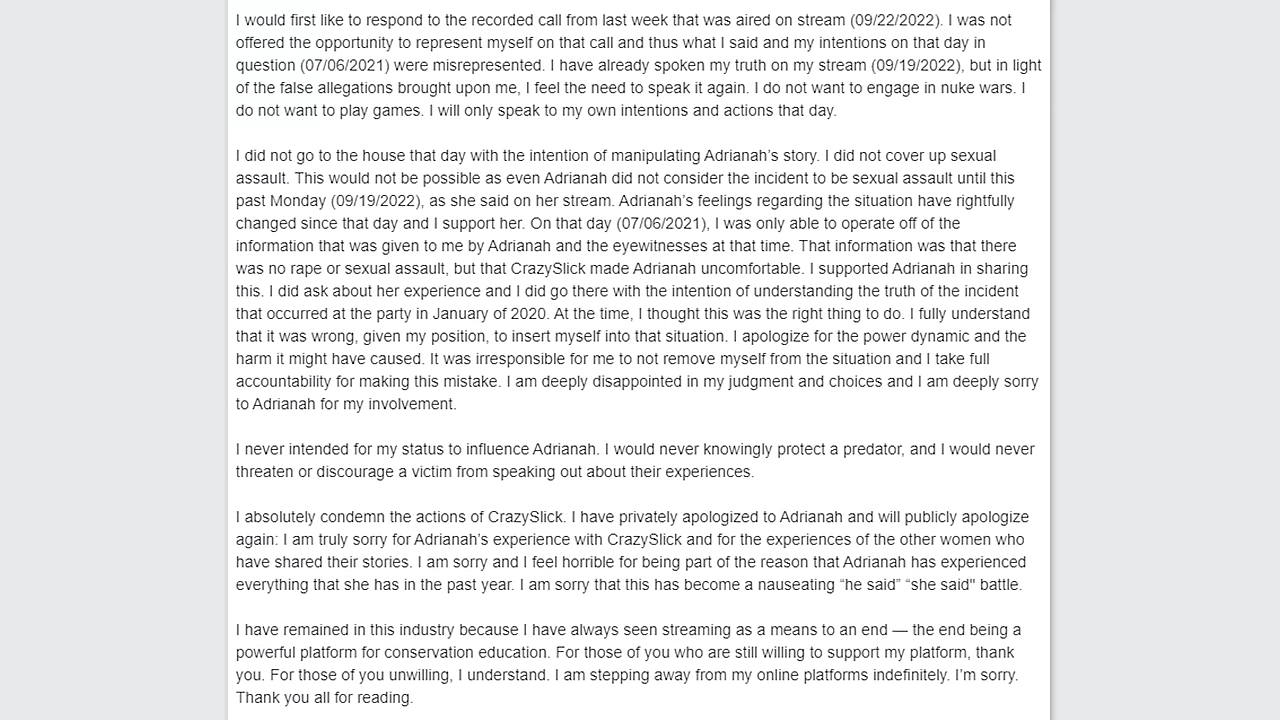 I would first like to respond to the recorded call from last week that was aired on stream (09/22/2022). I was not
offered the opportunity to represent myself on that call and thus what I said and my intentions on that day in
question (07/06/2021) were misrepresented. I have already spoken my truth on my stream (09/19/2022), but in light
of the false allegations brought upon me, I feel the need to speak it again. I do not want to engage in nuke wars. I
do not want to play games. I will only speak to my own intentions and actions that day.
I did not go to the house that day with the intention of manipulating Adrianah’s story. I did not cover up sexual
assault. This would not be possible as even Adrianah did not consider the incident to be sexual assault until this
past Monday (09/19/2022), as she said on her stream. Adrianah’s feelings regarding the situation have rightfully
changed since that day and I support her. On that day (07/06/2021), I was only able to operate off of the
information that was given to me by Adrianah and the eyewitnesses at that time. That information was that there
was no rape or sexual assault, but that CrazySlick made Adrianah uncomfortable. I supported Adrianah in sharing
this. I did ask about her experience and I did go there with the intention of understanding the truth of the incident
that occurred at the party in January of 2020. At the time, I thought this was the right thing to do. I fully understand
that it was wrong, given my position, to insert myself into that situation. I apologize for the power dynamic and the
harm it might have caused. It was irresponsible for me to not remove myself from the situation and I take full
accountability for making this mistake. I am deeply disappointed in my judgment and choices and I am deeply sorry
to Adrianah for my involvement.
I never intended for my status to influence Adrianah. I would never knowingly protect a predator, and I would never
threaten or discourage a victim from speaking out about their experiences.
I absolutely condemn the actions of CrazySlick. I have privately apologized to Adrianah and will publicly apologize
again: I am truly sorry for Adrianah’s experience with CrazySlick and for the experiences of the other women who
have shared their stories. I am sorry and I feel horrible for being part of the reason that Adrianah has experienced
everything that she has in the past year. I am sorry that this has become a nauseating “he said” “she said" battle.
I have remained in this industry because I have always seen streaming as a means to an end — the end being a
powerful platform for conservation education. For those of you who are still willing to support my platform, thank
you. For those of you unwilling, I understand. I am stepping away from my online platforms indefinitely. I’m sorry.
Thank you all for reading.